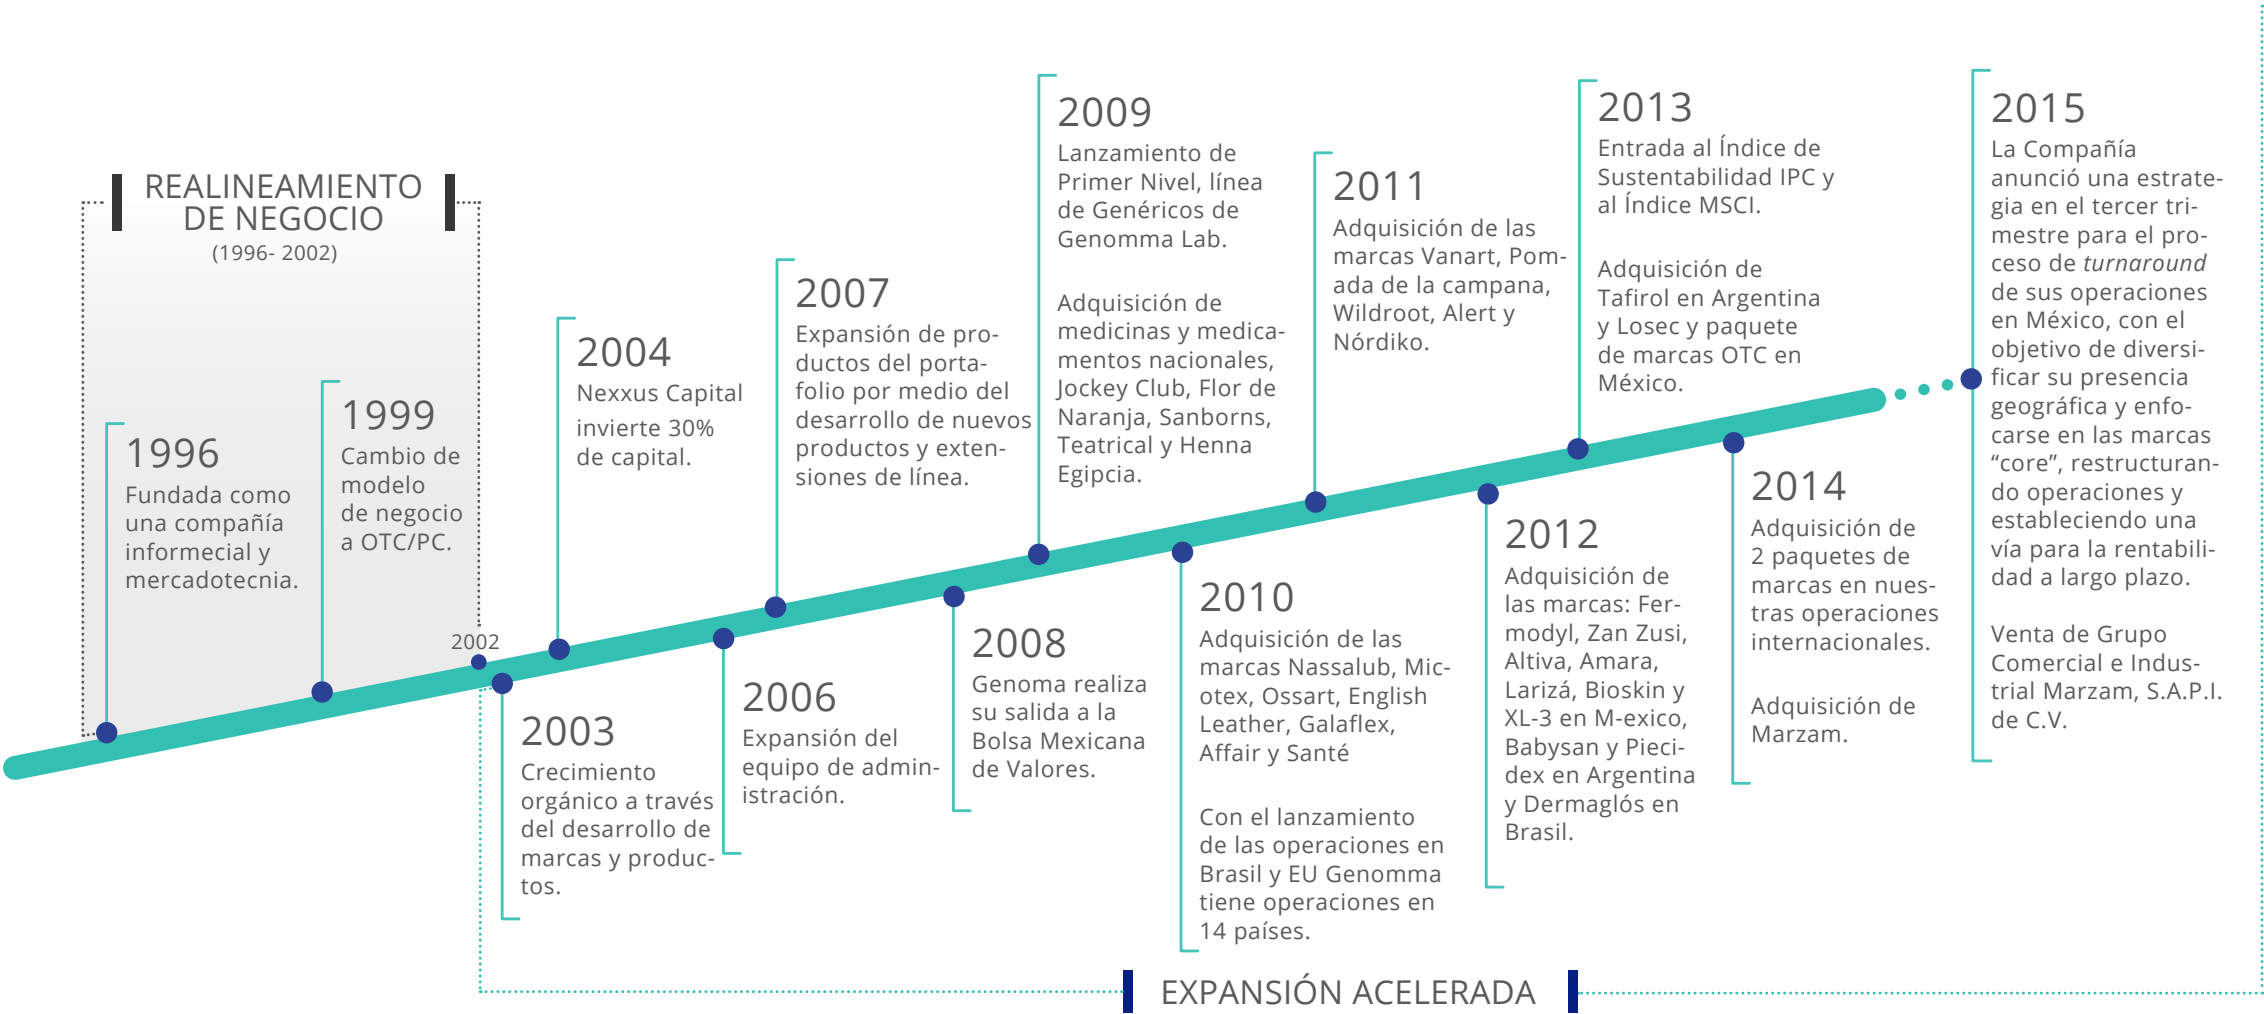 REALINEAMIENTO
DE NEGOCIO
(1996- 2002)
1996
Fundada como
una compañía
informecial y
mercadotecnia.
1999
Cambio de
modelo
de negocio
a OTC/PC.
2002
2003
Crecimiento
orgánico a través
del desarrollo de
marcas y produc-
tos.
2004
Nexxus Capital
invierte 30%
de capital.
2006
Expansión del
equipo de admin-
istración.
2007
Expansión de pro-
ductos del porta-
folio por medio del
desarrollo de nuevos
productos y exten-
siones de línea.
2008
Genoma realiza
su salida a la
Bolsa Mexicana
de Valores.
2009
Lanzamiento de
Primer Nivel, línea
de Genéricos de
Genomma Lab.
Adquisición de
medicinas y medica-
mentos nacionales,
Jockey Club, Flor de
Naranja, Sanborns,
Teatrical y Henna
Egipcia.
2010
Adquisición de las
marcas Nassalub, Mic-
otex, Ossart, English
Leather, Galaflex,
Affair y Santé
Con el lanzamiento
de las operaciones en
Brasil y EU Genomma
tiene operaciones en
14 países.
2011
Adquisición de las
marcas Vanart, Pom-
ada de la campana,
Wildroot, Alert y
Nórdiko.
2012
Adquisición de
las marcas: Fer-
modyl, Zan Zusi,
Altiva, Amara,
Larizá, Bioskin y
XL-3 en M-exico,
Babysan y Pieci-
dex en Argentina
y Dermaglós en
Brasil.
2013
Entrada al Índice de
Sustentabilidad IPC y
al Índice MSCI.
Adquisición de
Tafirol en Argentina
y Losec y paquete
de marcas OTC en
México.
2014
Adquisición de
2 paquetes de
marcas en nues-
tras operaciones
internacionales.
Adquisición de
Marzam.
2015
La Compañía
anunció una estrate-
gia en el tercer tri-
mestre para el pro-
ceso de turnaround
de sus operaciones
en México, con el
objetivo de diversi-
ficar su presencia
geográfica y enfo-
carse en las marcas
“core”, restructuran-
do operaciones y
estableciendo una
vía para la rentabili-
dad a largo plazo.
Venta de Grupo
Comercial e Indus-
trial Marzam, S.A.P.I.
de C.V.
EXPANSIÓN ACELERADA